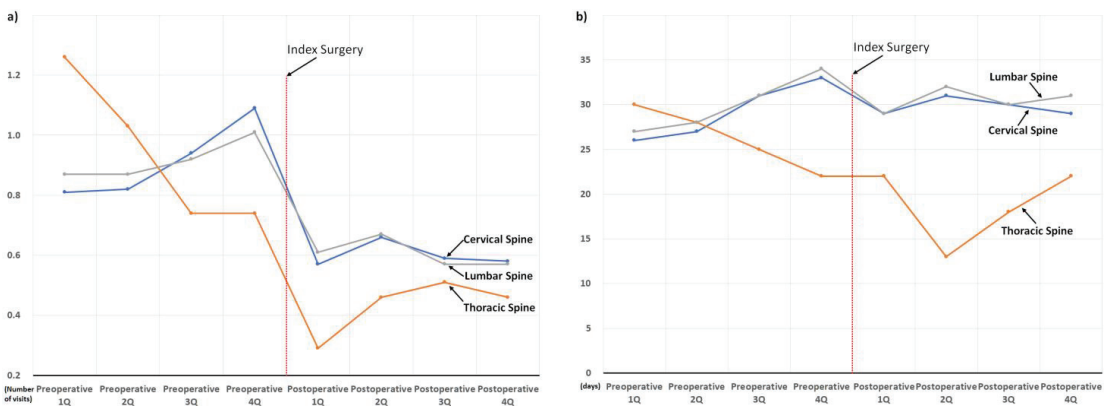 a)
Index Surgery
1.2
1.0
0.8
0.6
0.4
0.2
Cervical Spine
Lumbar Spine
Thoracic Spine
(Number of visits)
Preoperative 1Q
Preoperative 2Q
Preoperative 3Q
Preoperative 4Q
Postoperative 1Q
Postoperative 2Q
Postoperative 3Q
Postoperative 4Q
b)
Index Surgery
35
30
25
20
15
10
5
0
Lumbar Spine
Cervical Spine
Thoracic Spine
(days)
Preoperative 1Q
Preoperative 2Q
Preoperative 3Q
Preoperative 4Q
Postoperative 1Q
Postoperative 2Q
Postoperative 3Q
Postoperative 4Q